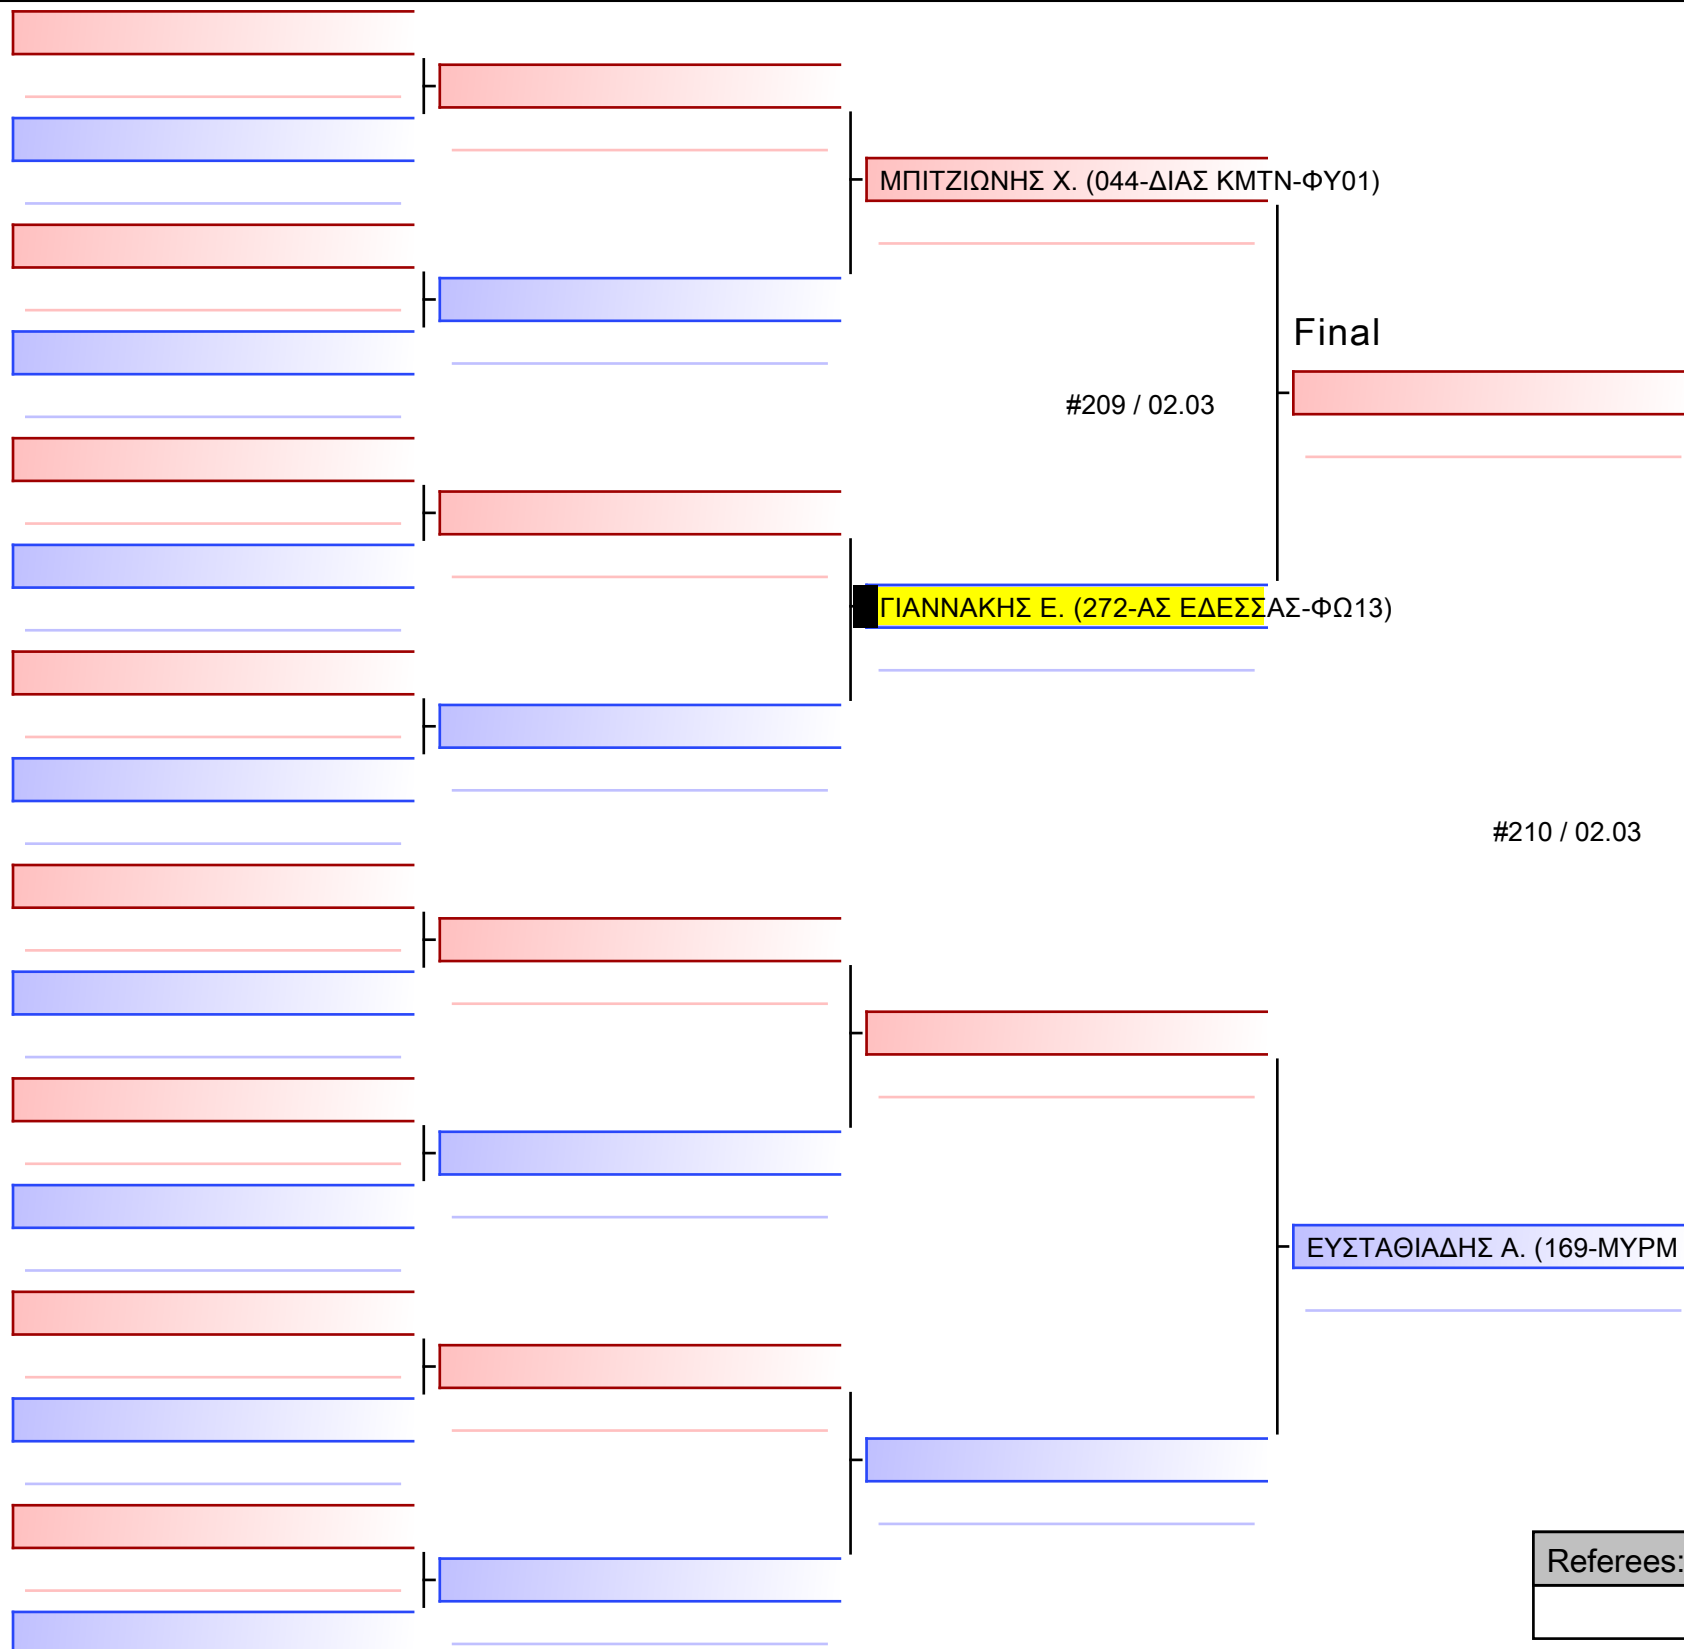 ΜΠΙΤΖΙΩΝΗΣ Χ. (044-ΔΙΑΣ ΚΜΤΝ-ΦΥ01)
Final
#209 / 02.03
ΓΙΑΝΝΑΚΗΣ Ε. (272-ΑΣ ΕΔΕΣΣΑΣ-ΦΩ13)
#210 / 02.03
ΕΥΣΤΑΘΙΑΔΗΣ Α. (169-ΜΥΡΜ
Referees: